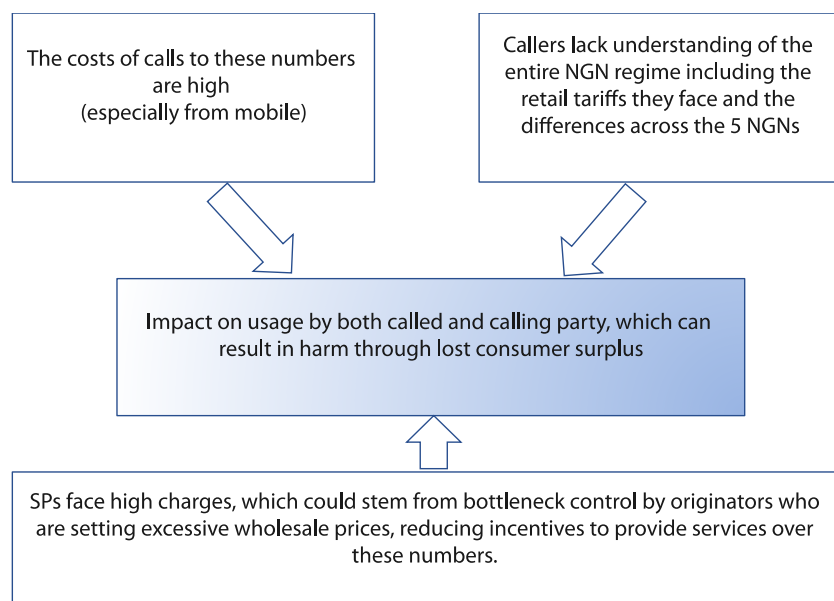 The costs of calls to these numbers
are high
(especially from mobile)
Callers lack understanding of the
entire NGN regime including the
retail tariffs they face and the
differences across the 5 NGNs
Impact on usage by both called and calling party, which can
result in harm through lost consumer surplus
SPs face high charges, which could stem from bottleneck control by originators who
are setting excessive wholesale prices, reducing incentives to provide services over
these numbers.